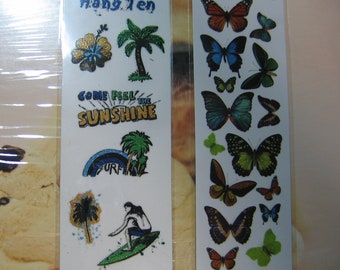 Hang Ten
COME FEEL THE
SUNSHINE
SURF